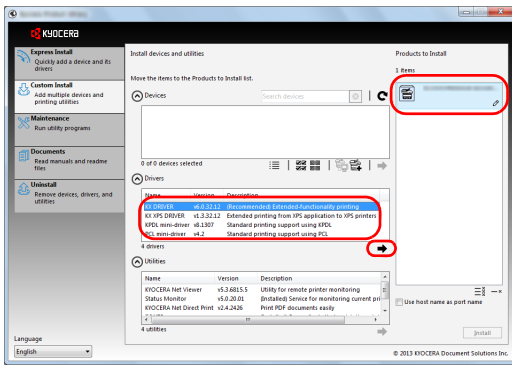 KYOCERA
Express Install
Quickly add a device and its
drivers
Custom Install
Add multiple devices and
printing utilities
Maintenance
Run utility programs
Documents
Read manuals and readme
files
Uninstall
Remove devices, drivers, and
utilities
Language
English
Install devices and utilities
Move the items to the Products to Install list.
Devices
Search devices
0 of 0 devices selected
Drivers
Name Version Description
KX DRIVER v6.0.32.12 (Recommended) Extended-functionality printing
KX XPS DRIVER v1.3.32.12 Extended printing from XPS application to XPS printers
KPDL mini-driver v8.1307 Standard printing support using KPDL
PCL mini-driver v4.2 Standard printing support using PCL
4 drivers
Utilities
Name Version Description
KYOCERA Net Viewer v5.3.6815.5 Utility for remote printer monitoring
Status Monitor v5.0.20.01 (Installed) Service for monitoring current pri
KYOCERA Net Direct Print v2.4.2426 Print PDF documents easily
4 utilities
Products to Install
1 items
Use host name as port name
Install
© 2013 KYOCERA Document Solutions Inc.